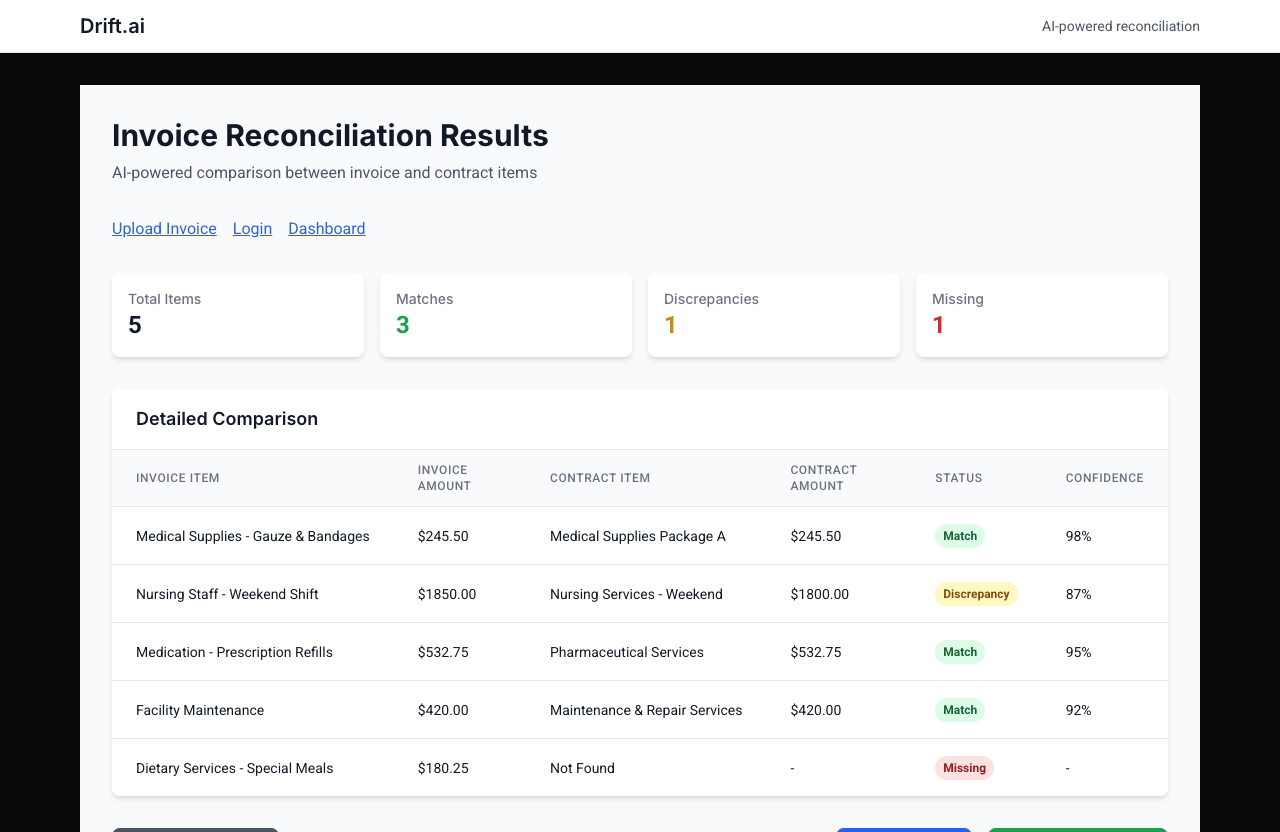 Drift.ai
AI-powered reconciliation
Invoice Reconciliation Results
AI-powered comparison between invoice and contract items
Upload Invoice Login Dashboard
Total Items
5
Matches
3
Discrepancies
1
Missing
1
Detailed Comparison
INVOICE ITEM
INVOICE
AMOUNT
CONTRACT ITEM
CONTRACT
AMOUNT
STATUS
CONFIDENCE
Medical Supplies - Gauze & Bandages $245.50 Medical Supplies Package A $245.50 Match 98%
Nursing Staff - Weekend Shift $1850.00 Nursing Services - Weekend $1800.00 Discrepancy 87%
Medication - Prescription Refills $532.75 Pharmaceutical Services $532.75 Match 95%
Facility Maintenance $420.00 Maintenance & Repair Services $420.00 Match 92%
Dietary Services - Special Meals $180.25 Not Found - Missing -